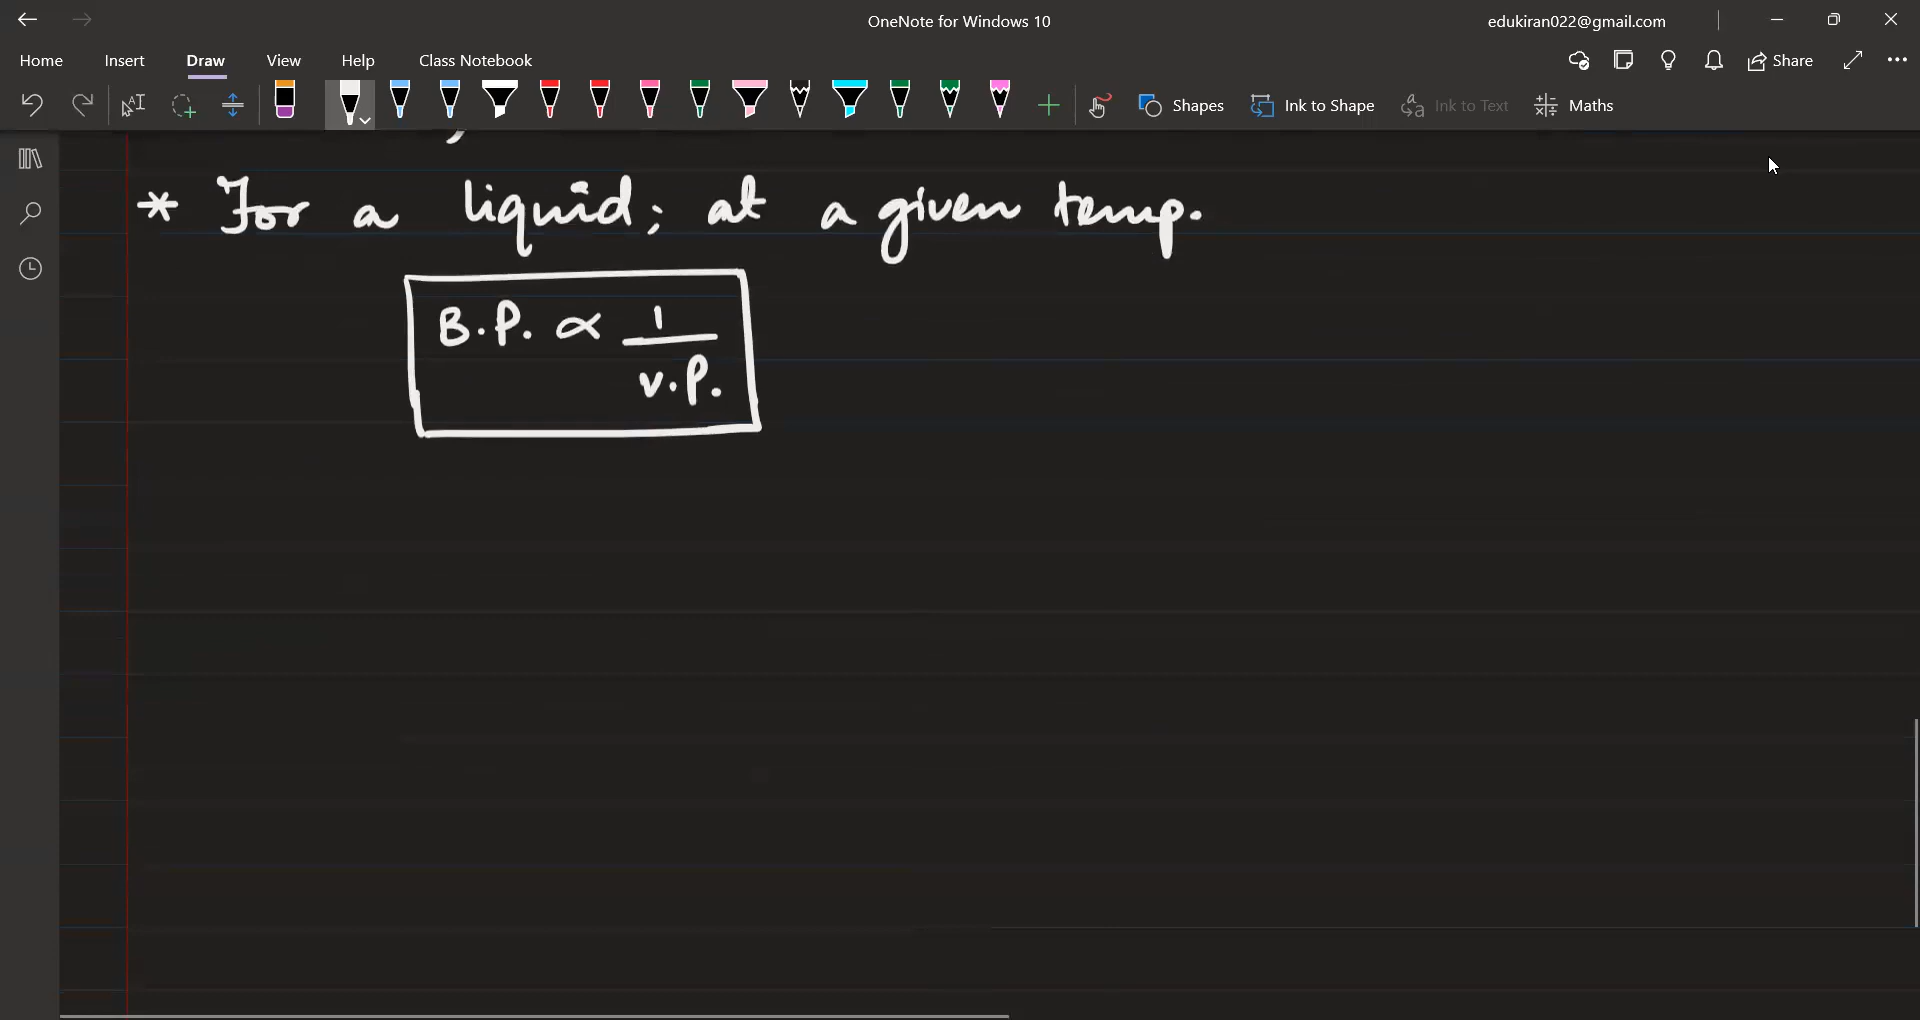 OneNote for Windows 10
edukiran022@gmail.com
Home Insert Draw View Help Class Notebook
Share
Shapes Ink to Shape Ink to Text Maths
* For a liquid; at a given temp.
B.P. ∝ 1
V.P.